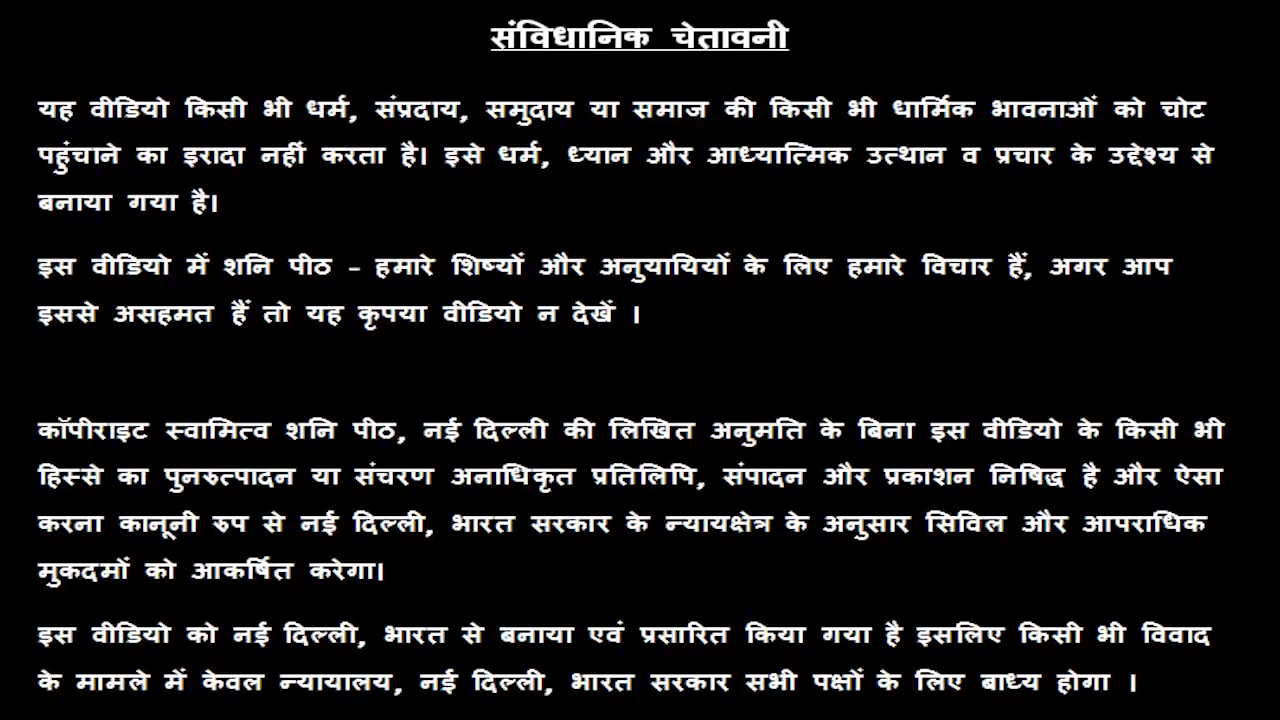 संविधानिक चेतावनी
यह वीडियो किसी भी धर्म, संप्रदाय, समुदाय या समाज की किसी भी धार्मिक भावनाओं को चोट
पहुंचाने का इरादा नहीं करता है। इसे धर्म, ध्यान और आध्यात्मिक उत्थान व प्रचार के उद्देश्य से
बनाया गया है।
इस वीडियो में शनि पीठ – हमारे शिष्यों और अनुयायियों के लिए हमारे विचार हैं, अगर आप
इससे असहमत हैं तो यह कृपया वीडियो न देखें ।
कॉपीराइट स्वामित्व शनि पीठ, नई दिल्ली की लिखित अनुमति के बिना इस वीडियो के किसी भी
हिस्से का पुनरुत्पादन या संचरण अनाधिकृत प्रतिलिपि, संपादन और प्रकाशन निषिद्ध है और ऐसा
करना कानूनी रुप से नई दिल्ली, भारत सरकार के न्यायक्षेत्र के अनुसार सिविल और आपराधिक
मुकदमों को आकर्षित करेगा।
इस वीडियो को नई दिल्ली, भारत से बनाया एवं प्रसारित किया गया है इसलिए किसी भी विवाद
के मामले में केवल न्यायालय, नई दिल्ली, भारत सरकार सभी पक्षों के लिए बाध्य होगा ।